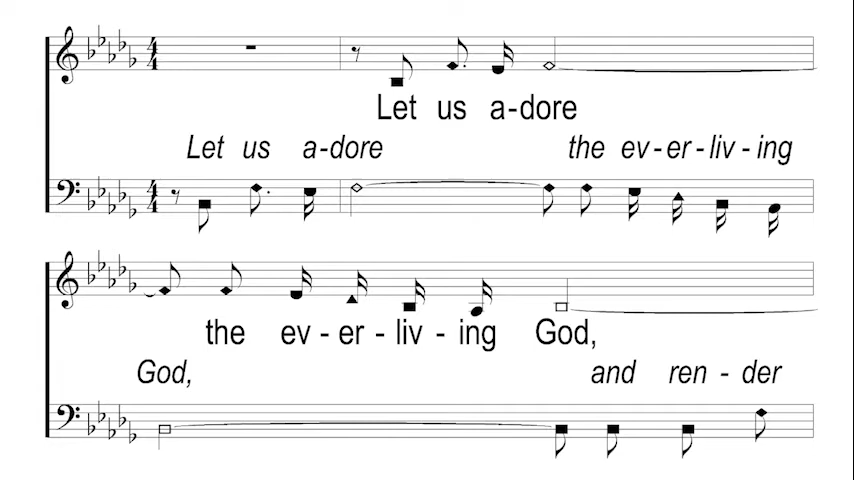 Let us a-dore
Let us a-dore the ev-er-liv-ing
the ev-er-liv-ing God,
God, and ren-der